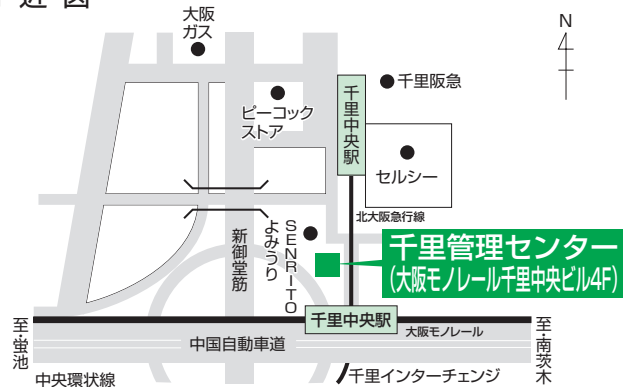 近図
大阪
ガス
N
千里阪急
千里中央駅
ピーコック
ストア
セルシー
北大阪急行線
SENRITO
よみうり
新御堂筋
千里管理センター
(大阪モノレール千里中央ビル4F)
千里中央駅
大阪モノレール
至・蛍池
中国自動車道
至・南茨木
中央環状線
千里インターチェンジ